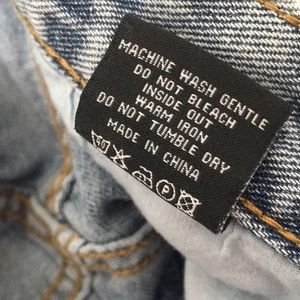 MACHINE WASH GENTLE
DO NOT BLEACH
INSIDE OUT
WARM IRON
DO NOT TUMBLE DRY
MADE IN CHINA
P